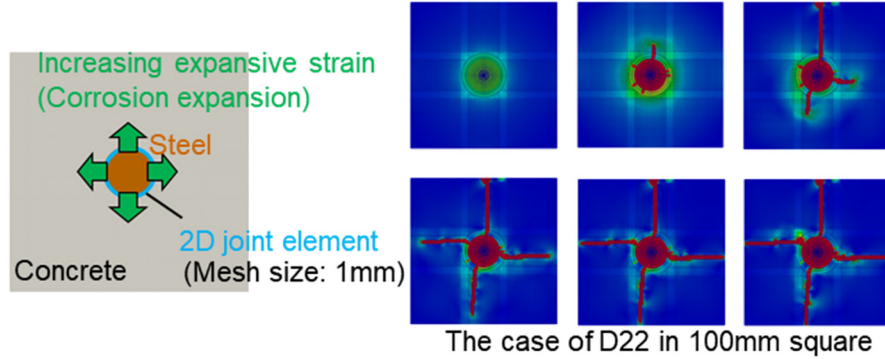 Increasing expansive strain
(Corrosion expansion)
Steel
2D joint element
(Mesh size: 1mm)
Concrete
The case of D22 in 100mm square